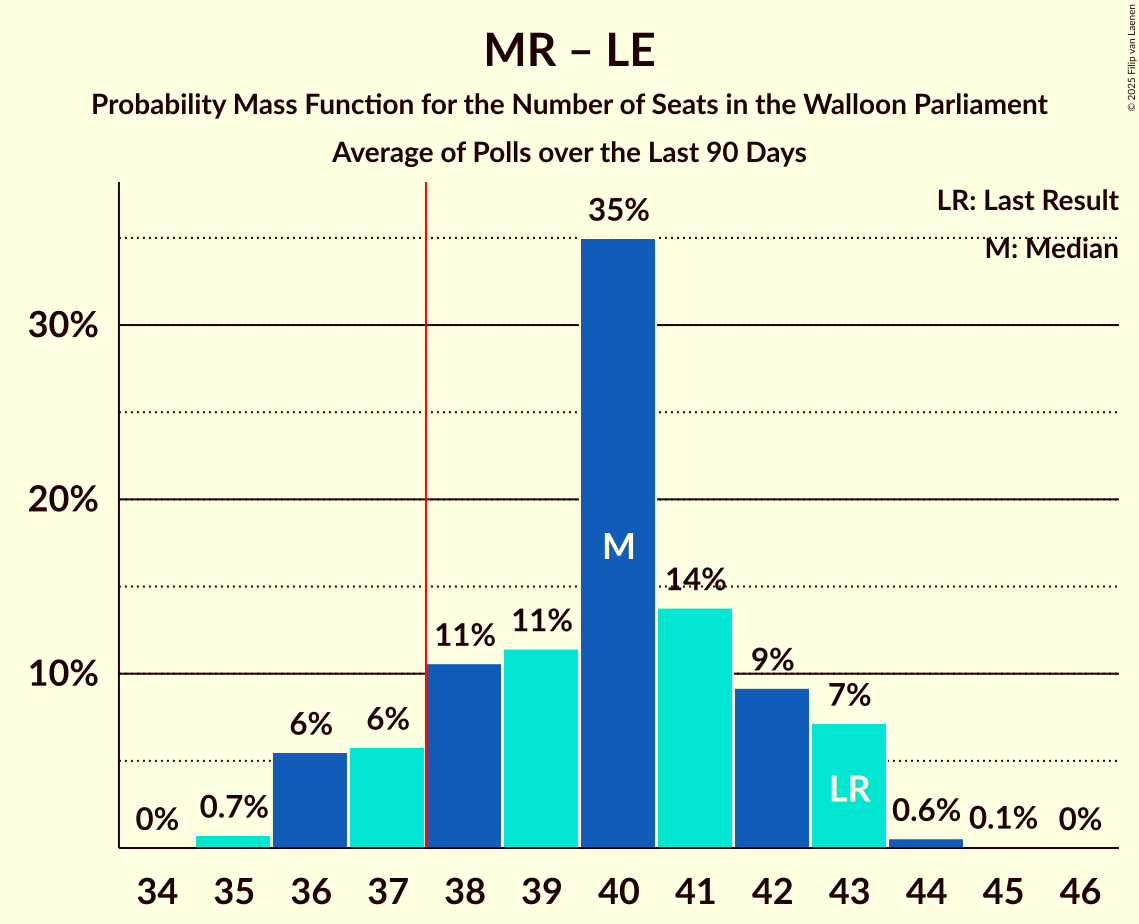 MR – LE
Probability Mass Function for the Number of Seats in the Walloon Parliament
Average of Polls over the Last 90 Days
© 2025 Filip van Laenen
LR: Last Result
M: Median
35%
30%
20%
10%
M
14%
11%
11%
9%
7%
6%
6%
LR
0%
0.7%
0.6%
0.1%
0%
34 35 36 37 38 39 40 41 42 43 44 45 46